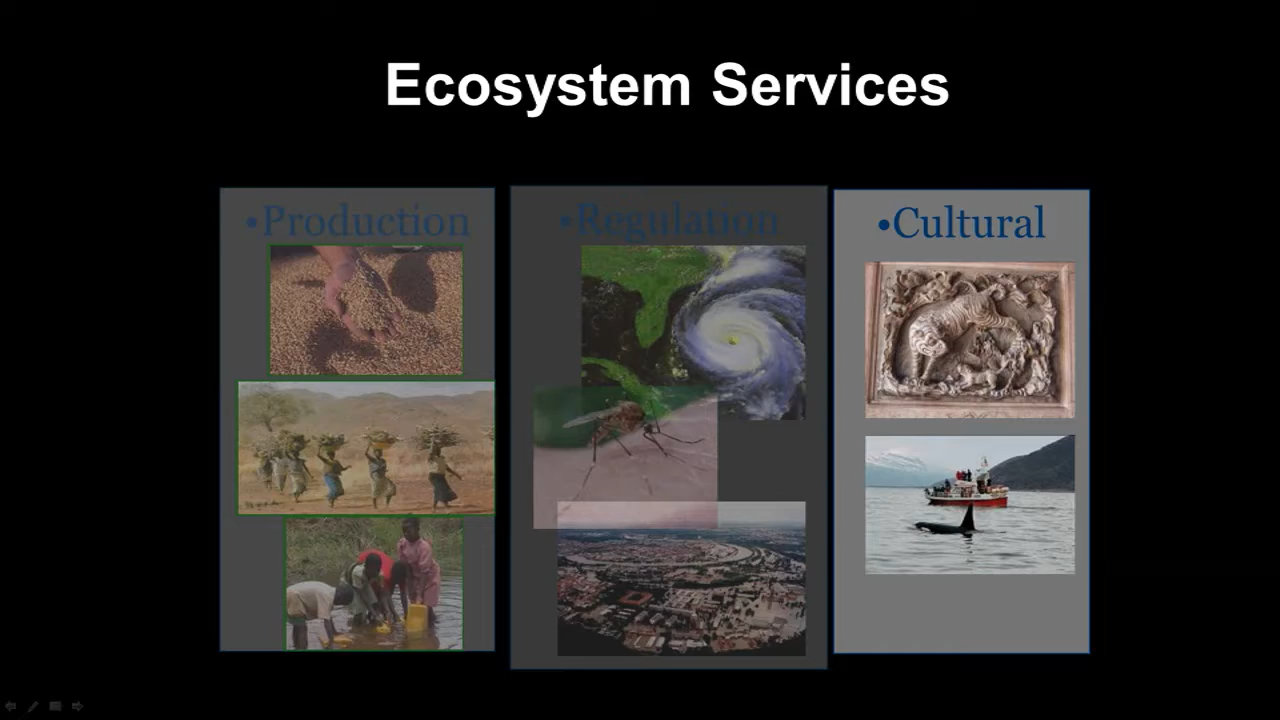 Ecosystem Services
•Production
•Regulation
•Cultural